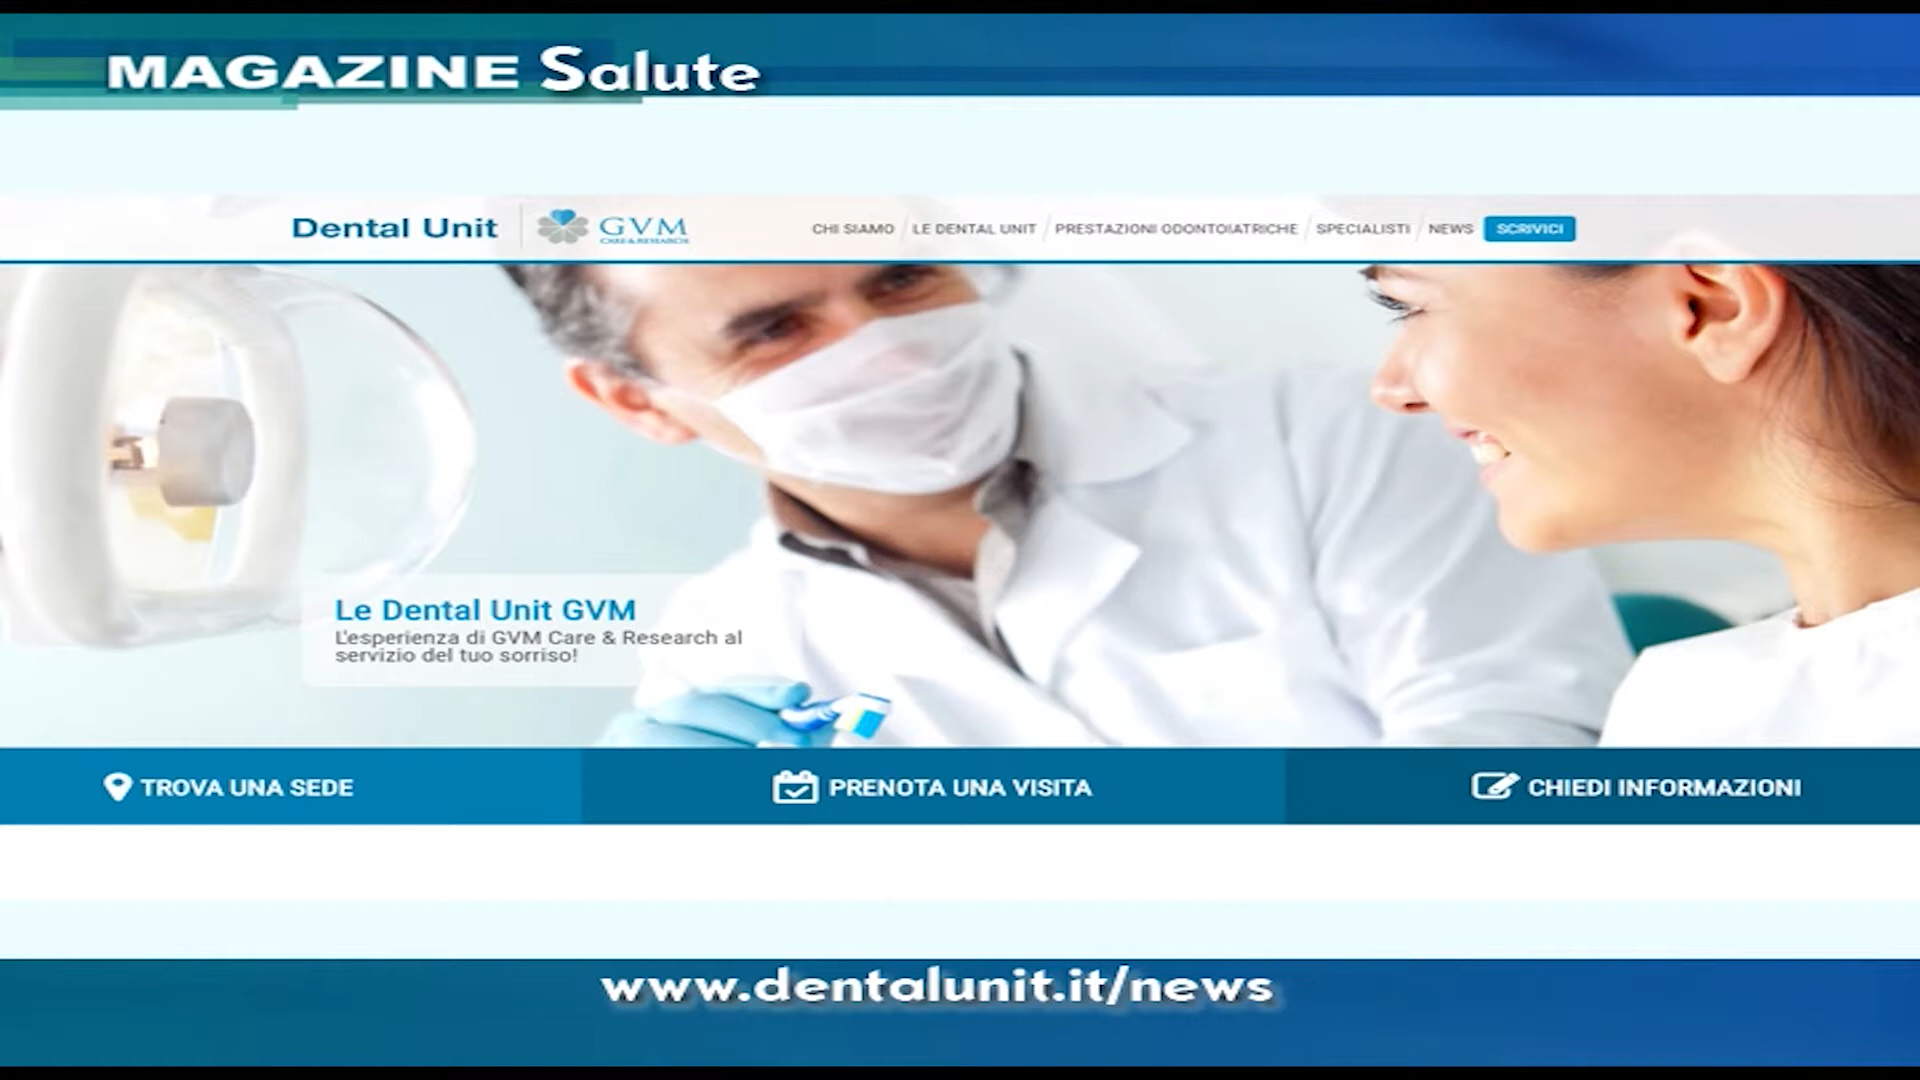 MAGAZINE Salute
Dental Unit
GVM
CARE & RESEARCH
CHI SIAMO
LE DENTAL UNIT
PRESTAZIONI ODONTOIATRICHE
SPECIALISTI
NEWS
SCRIVICI
Le Dental Unit GVM
L'esperienza di GVM Care & Research al
servizio del tuo sorriso!
TROVA UNA SEDE
PRENOTA UNA VISITA
CHIEDI INFORMAZIONI
www.dentalunit.it/news